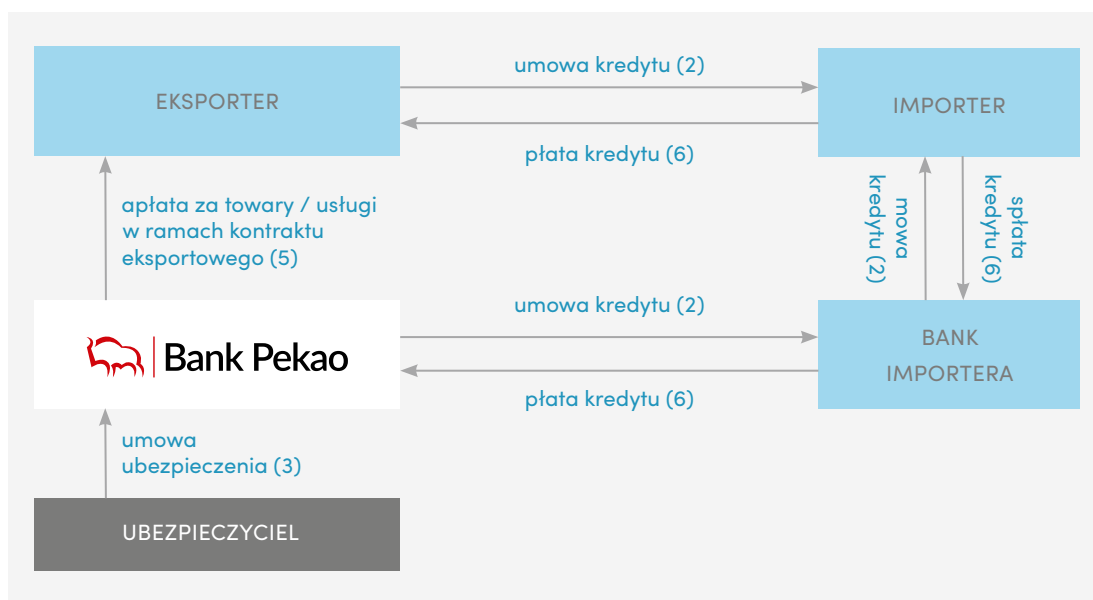 EKSPORTER
umowa kredytu (2)
IMPORTER
płata kredytu (6)
apłata za towary / usługi
w ramach kontraktu
eksportowego (5)
mowa
kredytu (2)
spłata
kredytu (6)
umowa kredytu (2)
Bank Pekao
płata kredytu (6)
BANK
IMPORTERA
umowa
ubezpieczenia (3)
UBEZPIECZYCIEL